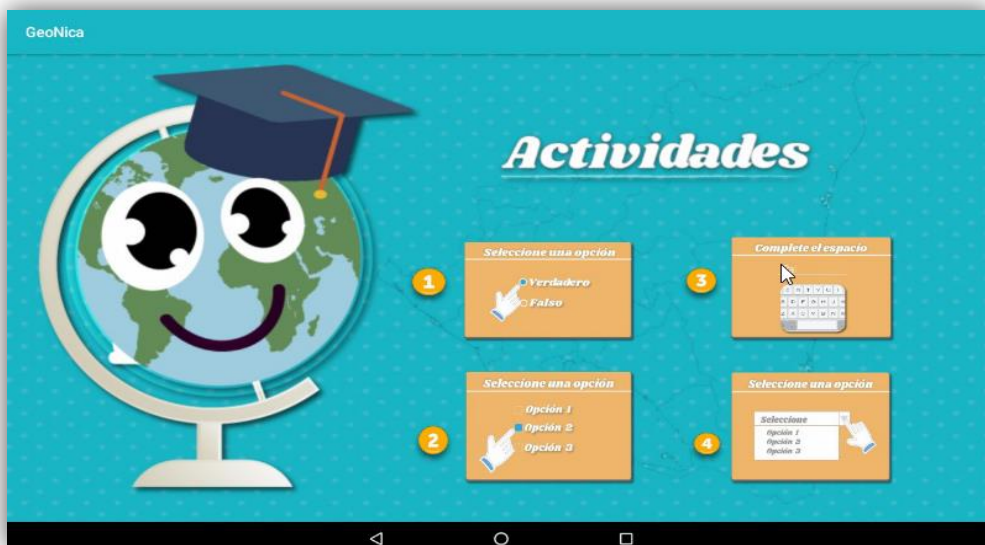 GeoNica
Actividades
1
Seleccione una opción
Verdadero
Falso
2
Seleccione una opción
Opción 1
Opción 2
Opción 3
3
Complete el espacio
4
Seleccione una opción
Seleccione
Opción 1
Opción 2
Opción 3